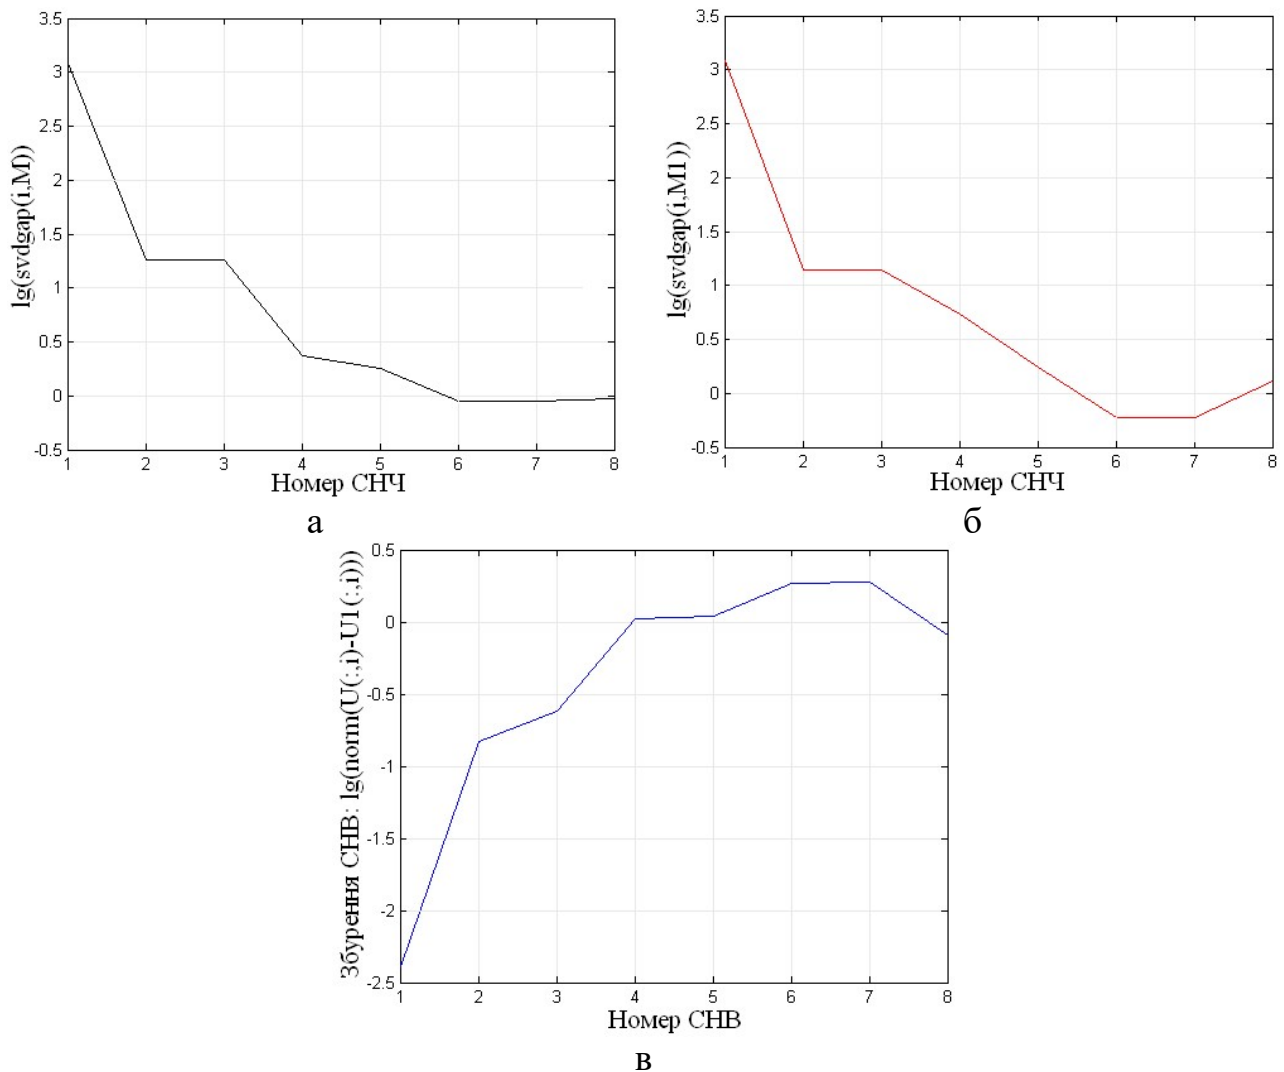 3.5
3
2.5
2
1.5
1
0.5
0
-0.5
lg(svdgap(i,M))
1 2 3 4 5 6 7 8
Номер СНЧ
а
3.5
3
2.5
2
1.5
1
0.5
0
-0.5
lg(svdgap(i,M1))
1 2 3 4 5 6 7 8
Номер СНЧ
б
0.5
0
-0.5
-1
-1.5
-2
-2.5
Збурення СНВ: lg(norm(U(:,i)-U1(:,i)))
1 2 3 4 5 6 7 8
Номер СНВ
в